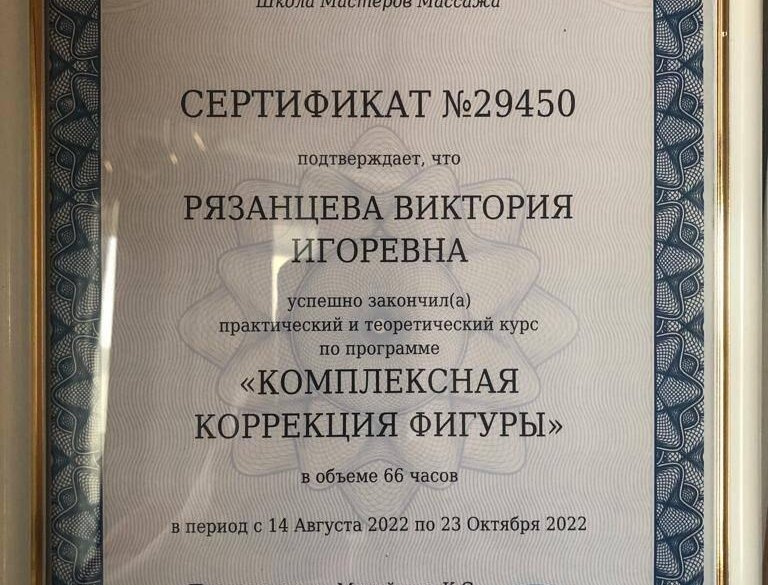 Школа Мастеров Массажа
СЕРТИФИКАТ №29450
подтверждает, что
РЯЗАНЦЕВА ВИКТОРИЯ
ИГОРЕВНА
успешно закончил(а)
практический и теоретический курс
по программе
«КОМПЛЕКСНАЯ
КОРРЕКЦИЯ ФИГУРЫ»
в объеме 66 часов
в период с 14 Августа 2022 по 23 Октября 2022